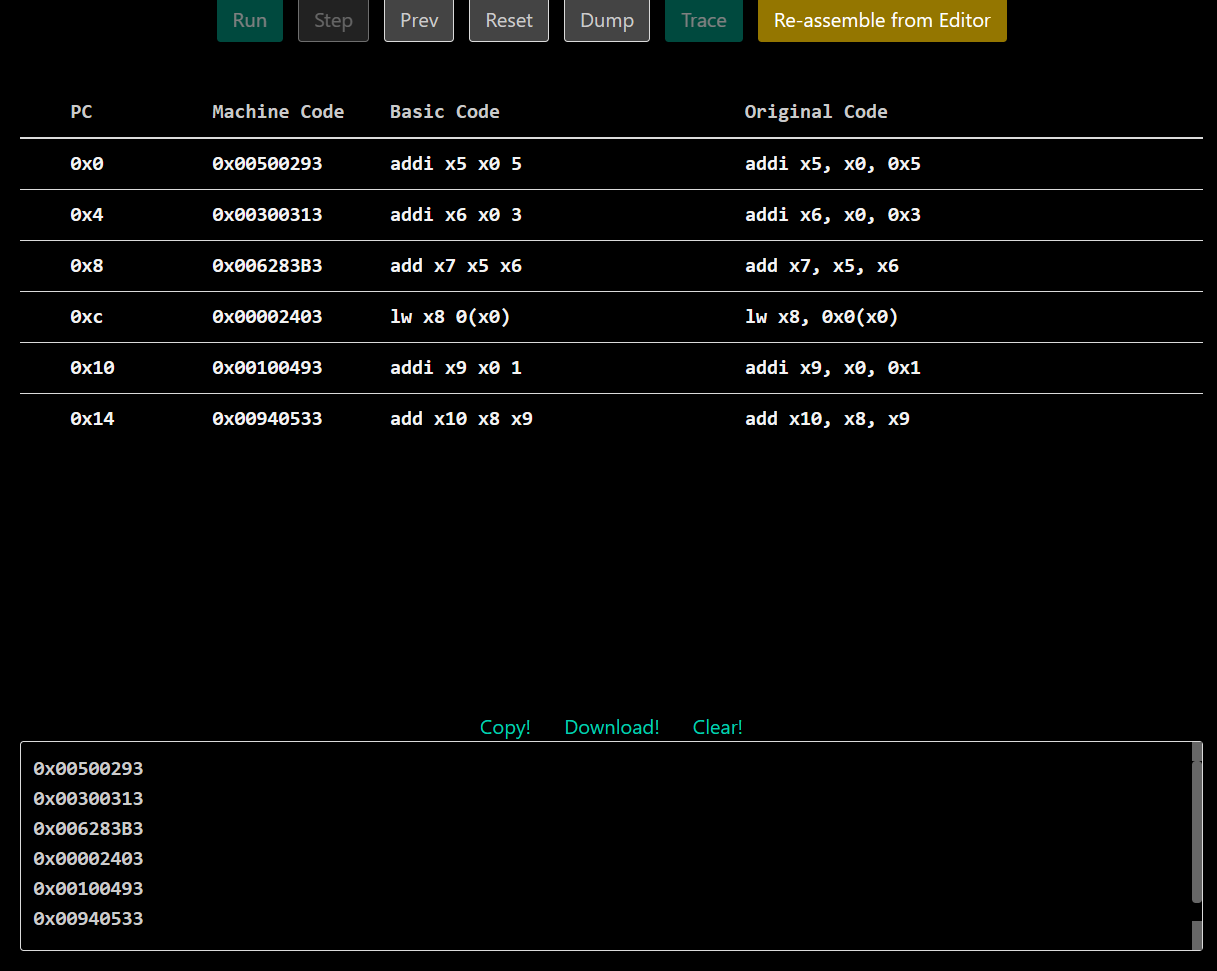 Run Step Prev Reset Dump Trace Re-assemble from Editor
PC Machine Code Basic Code Original Code
0x0 0x00500293 addi x5 x0 5 addi x5, x0, 0x5
0x4 0x00300313 addi x6 x0 3 addi x6, x0, 0x3
0x8 0x006283B3 add x7 x5 x6 add x7, x5, x6
0xc 0x00002403 lw x8 0(x0) lw x8, 0x0(x0)
0x10 0x00100493 addi x9 x0 1 addi x9, x0, 0x1
0x14 0x00940533 add x10 x8 x9 add x10, x8, x9
Copy! Download! Clear!
0x00500293
0x00300313
0x006283B3
0x00002403
0x00100493
0x00940533